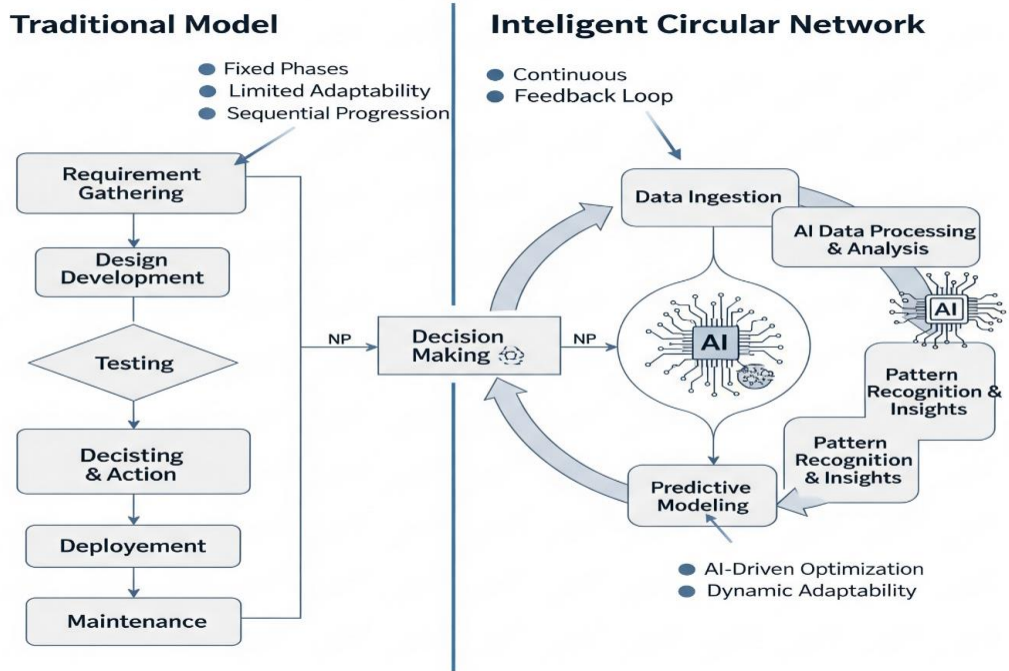 Traditional Model
Fixed Phases
Limited Adaptability
Sequential Progression
Requirement
Gathering
Design
Development
Testing
Decisting
& Action
Deployement
Maintenance
NP
Decision
Making
NP
Inteligent Circular Network
Continuous
Feedback Loop
Data Ingestion
AI Data Processing
& Analysis
AI
AI
Pattern
Recognition &
Insights
Pattern
Recognition
& Insights
Predictive
Modeling
AI-Driven Optimization
Dynamic Adaptability